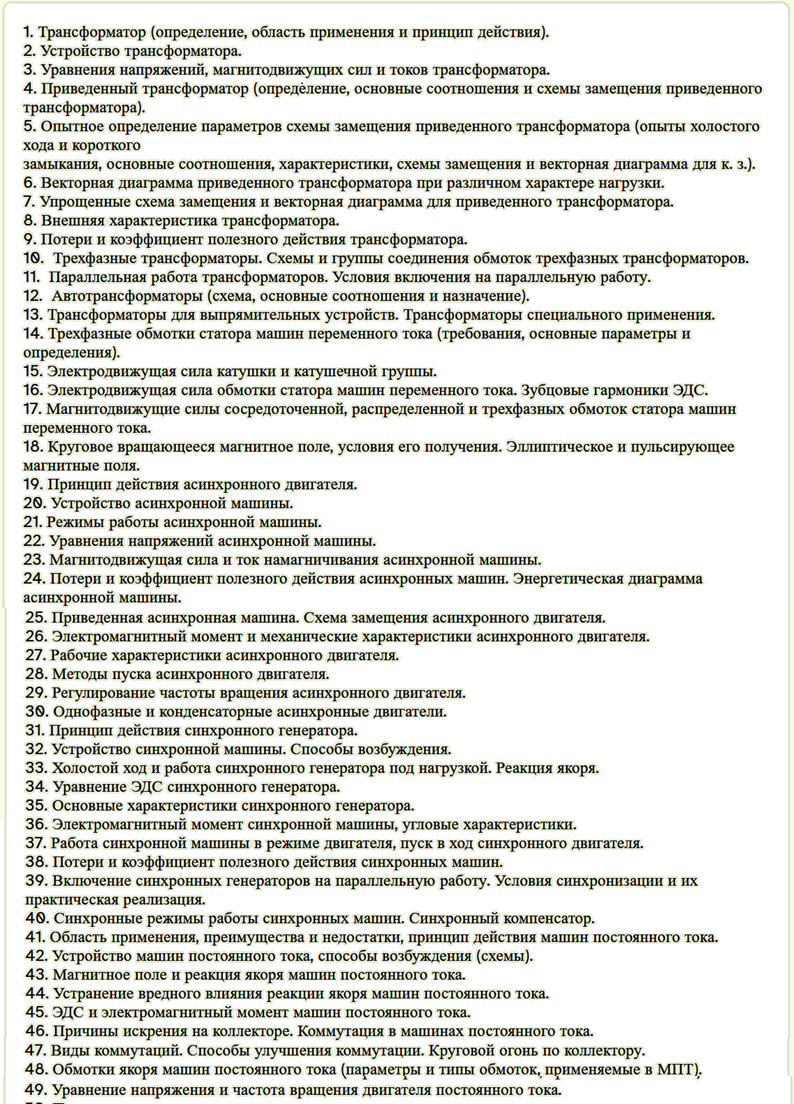 1. Трансформатор (определение, область применения и принцип действия).
2. Устройство трансформатора.
3. Уравнения напряжений, магнитодвижущих сил и токов трансформатора.
4. Приведенный трансформатор (определение, основные соотношения и схемы замещения приведенного
трансформатора).
5. Опытное определение параметров схемы замещения приведенного трансформатора (опыты холостого
хода и короткого
замыкания, основные соотношения, характеристики, схемы замещения и векторная диаграмма для к. з.).
6. Векторная диаграмма приведенного трансформатора при различном характере нагрузки.
7. Упрощенные схема замещения и векторная диаграмма для приведенного трансформатора.
8. Внешняя характеристика трансформатора.
9. Потери и коэффициент полезного действия трансформатора.
10. Трехфазные трансформаторы. Схемы и группы соединения обмоток трехфазных трансформаторов.
11. Параллельная работа трансформаторов. Условия включения на параллельную работу.
12. Автотрансформаторы (схема, основные соотношения и назначение).
13. Трансформаторы для выпрямительных устройств. Трансформаторы специального применения.
14. Трехфазные обмотки статора машин переменного тока (требования, основные параметры и
определения).
15. Электродвижущая сила катушки и катушечной группы.
16. Электродвижущая сила обмотки статора машин переменного тока. Зубцовые гармоники ЭДС.
17. Магнитодвижущие силы сосредоточенной, распределенной и трехфазных обмоток статора машин
переменного тока.
18. Круговое вращающееся магнитное поле, условия его получения. Эллиптическое и пульсирующее
магнитные поля.
19. Принцип действия асинхронного двигателя.
20. Устройство асинхронной машины.
21. Режимы работы асинхронной машины.
22. Уравнения напряжений асинхронной машины.
23. Магнитодвижущая сила и ток намагничивания асинхронной машины.
24. Потери и коэффициент полезного действия асинхронных машин. Энергетическая диаграмма
асинхронной машины.
25. Приведенная асинхронная машина. Схема замещения асинхронного двигателя.
26. Электромагнитный момент и механические характеристики асинхронного двигателя.
27. Рабочие характеристики асинхронного двигателя.
28. Методы пуска асинхронного двигателя.
29. Регулирование частоты вращения асинхронного двигателя.
30. Однофазные и конденсаторные асинхронные двигатели.
31. Принцип действия синхронного генератора.
32. Устройство синхронной машины. Способы возбуждения.
33. Холостой ход и работа синхронного генератора под нагрузкой. Реакция якоря.
34. Уравнение ЭДС синхронного генератора.
35. Основные характеристики синхронного генератора.
36. Электромагнитный момент синхронной машины, угловые характеристики.
37. Работа синхронной машины в режиме двигателя, пуск в ход синхронного двигателя.
38. Потери и коэффициент полезного действия синхронных машин.
39. Включение синхронных генераторов на параллельную работу. Условия синхронизации и их
практическая реализация.
40. Синхронные режимы работы синхронных машин. Синхронный компенсатор.
41. Область применения, преимущества и недостатки, принцип действия машин постоянного тока.
42. Устройство машин постоянного тока, способы возбуждения (схемы).
43. Магнитное поле и реакция якоря машин постоянного тока.
44. Устранение вредного влияния реакции якоря машин постоянного тока.
45. ЭДС и электромагнитный момент машин постоянного тока.
46. Причины искрения на коллекторе. Коммутация в машинах постоянного тока.
47. Виды коммутаций. Способы улучшения коммутации. Круговой огонь по коллектору.
48. Обмотки якоря машин постоянного тока (параметры и типы обмоток, применяемые в МПТ).
49. Уравнение напряжения и частота вращения двигателя постоянного тока.